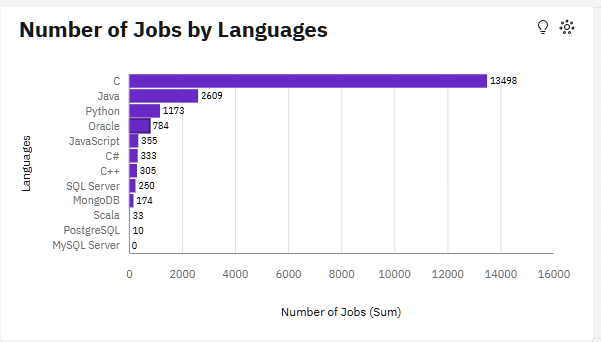 Number of Jobs by Languages
Languages
C 13498
Java 2609
Python 1173
Oracle 784
JavaScript 355
C# 333
C++ 305
SQL Server 250
MongoDB 174
Scala 33
PostgreSQL 10
MySQL Server 0
0 2000 4000 6000 8000 10000 12000 14000 16000
Number of Jobs (Sum)